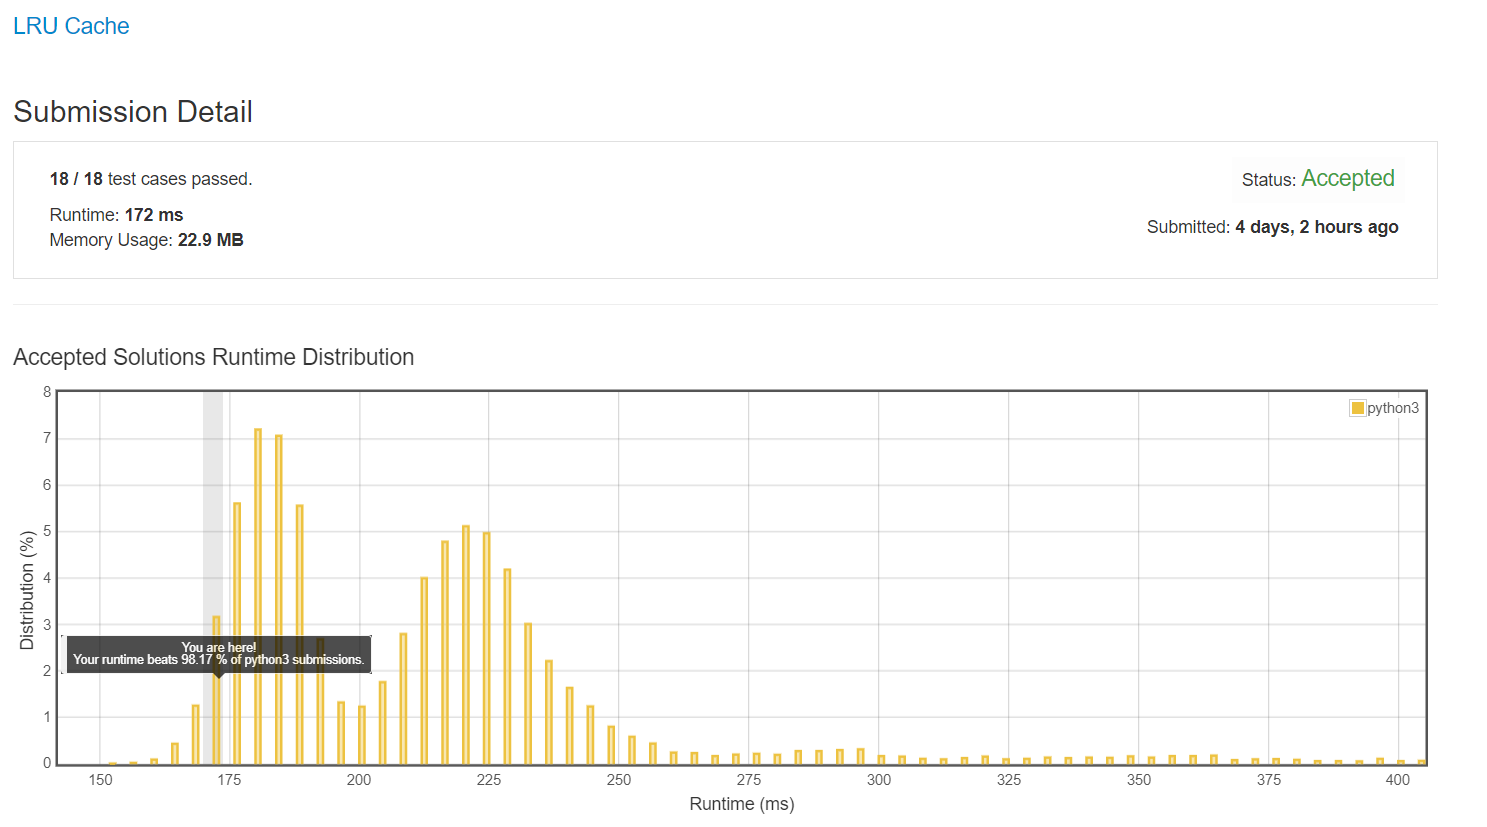 LRU Cache
Submission Detail
18 / 18 test cases passed.
Status: Accepted
Runtime: 172 ms
Memory Usage: 22.9 MB
Submitted: 4 days, 2 hours ago
Accepted Solutions Runtime Distribution
8
7
6
5
4
3
2
1
0
Distribution (%)
python3
You are here!
Your runtime beats 98.17 % of python3 submissions.
150 175 200 225 250 275 300 325 350 375 400
Runtime (ms)